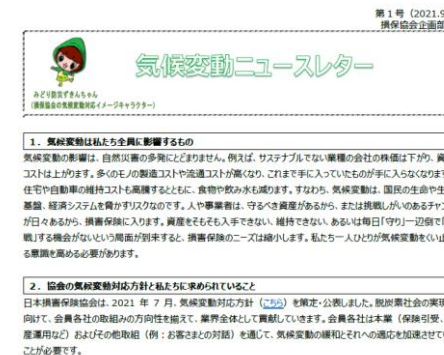 第1号（2021.9
損保協会企画部
気候変動ニュースレター
みどり防災ずきんちゃん
（損保協会の気候変動対応イメージキャラクター）
1．気候変動は私たち全員に影響するもの
気候変動の影響は、自然災害の多発にとどまりません。例えば、サステナブルでない業種の会社の株価は下がり、資
コストは上がります。多くのモノの製造コストや流通コストが高くなり、これまで手に入っていたものが手に入らなくなります
住宅や自動車の維持コストも高騰するとともに、食物や飲み水も減ります。すなわち、気候変動は、国民の生命や生
基盤、経済システムを脅かすリスクなのです。人や事業者は、守るべき資産があるから、または挑戦しがいのあるチャン
が日々あるから、損害保険に入ります。資産をそもそも入手できない、維持できない、あるいは毎日「守り」一辺倒で「
戦」する機会がないという局面が到来すると、損害保険のニーズは縮小します。私たち一人ひとりが気候変動をくい止
る意識を高める必要があります。
2．協会の気候変動対応方針と私たちに求められていること
日本損害保険協会は、2021 年 7 月、気候変動対応方針（こちら）を策定・公表しました。脱炭素社会の実現
向けて、会員各社の取組みの方向性を揃えて、業界全体として貢献していきます。会員各社は本業（保険引受、
産運用など）およびその他取組（例：お客さまとの対話）を通じて、気候変動の緩和とそれへの適応を加速させてい
ことが必要です。